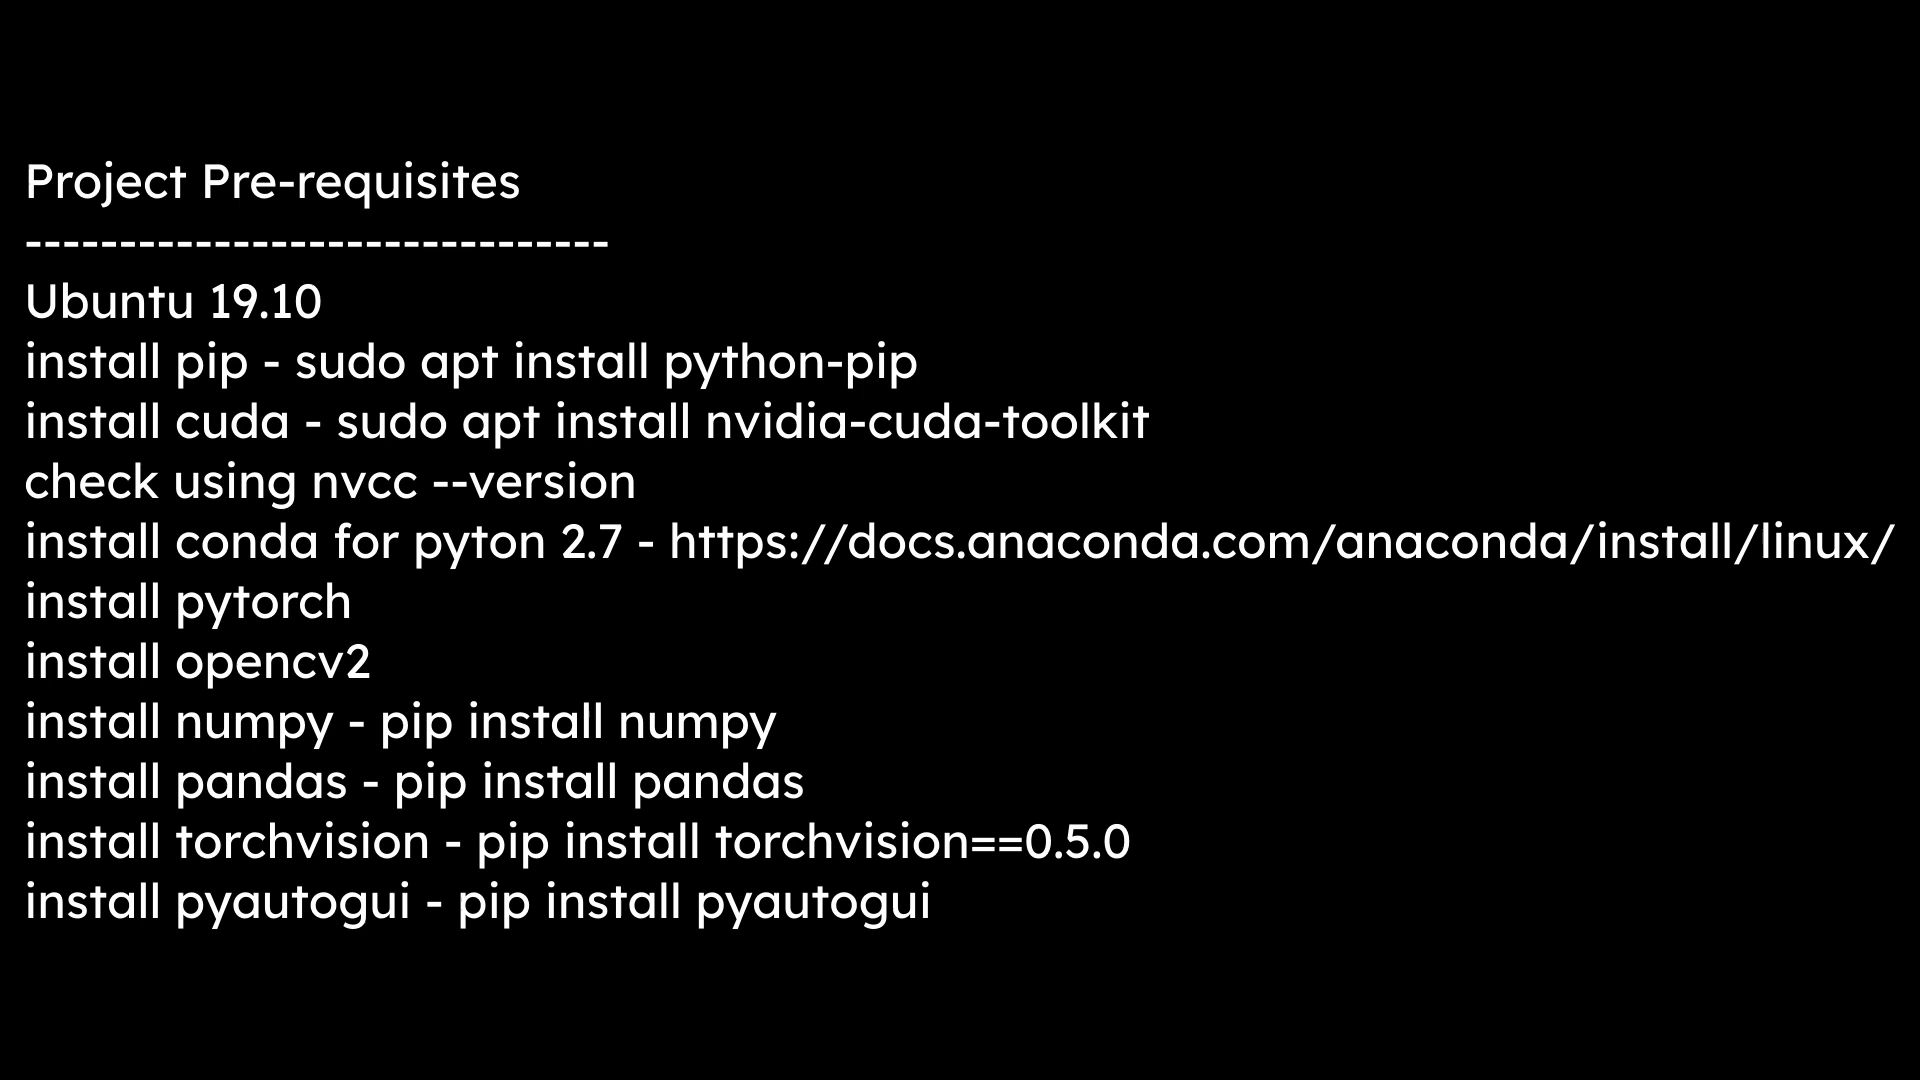 Project Pre-requisites
-------------------------------
Ubuntu 19.10
install pip - sudo apt install python-pip
install cuda - sudo apt install nvidia-cuda-toolkit
check using nvcc --version
install conda for pyton 2.7 - https://docs.anaconda.com/anaconda/install/linux/
install pytorch
install opencv2
install numpy - pip install numpy
install pandas - pip install pandas
install torchvision - pip install torchvision==0.5.0
install pyautogui - pip install pyautogui